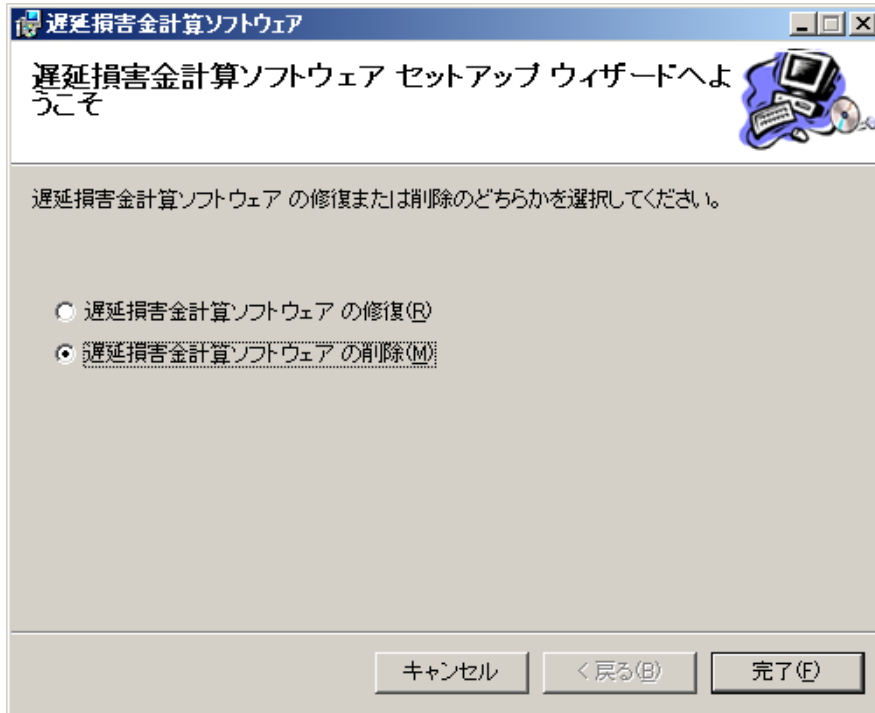 遅延損害金計算ソフトウェア
遅延損害金計算ソフトウェア セットアップ ウィザードへよ
うこそ
遅延損害金計算ソフトウェア の修復または削除のどちらかを選択してください。
遅延損害金計算ソフトウェア の修復(R)
遅延損害金計算ソフトウェア の削除(M)
キャンセル
< 戻る(B)
完了(F)